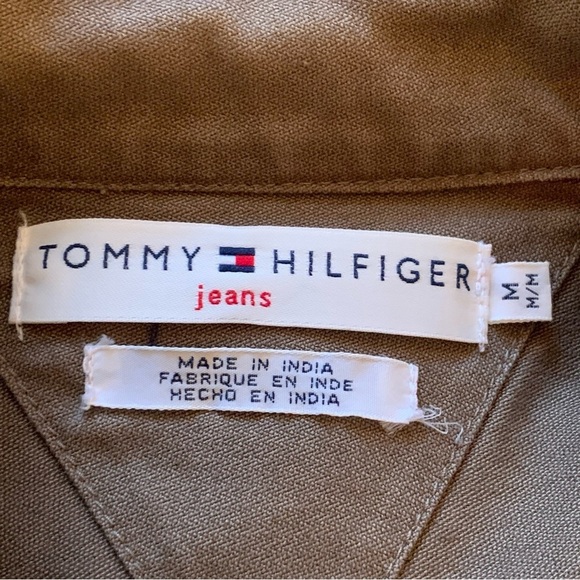 TOMMY HILFIGER
jeans
M
M/M
MADE IN INDIA
FABRIQUE EN INDE
HECHO EN INDIA